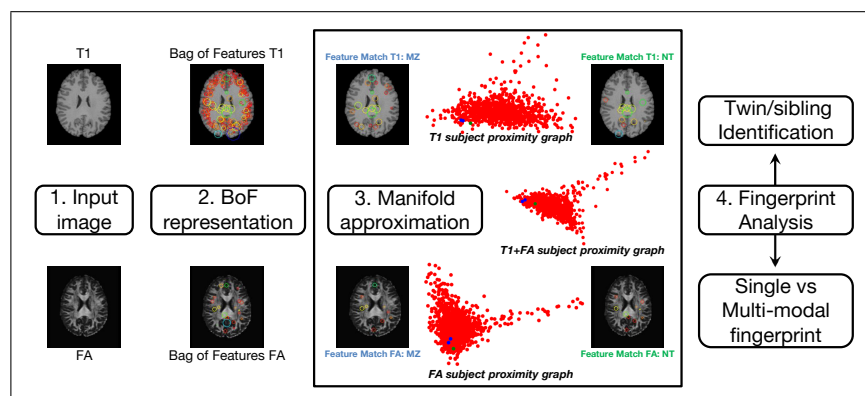 T1
Bag of Features T1
Feature Match T1: MZ
Feature Match T1: NT
T1 subject proximity graph
Twin/sibling
Identification
1. Input
image
2. BoF
representation
3. Manifold
approximation
4. Fingerprint
Analysis
T1+FA subject proximity graph
FA
Bag of Features FA
Feature Match FA: MZ
Feature Match FA: NT
FA subject proximity graph
Single vs
Multi-modal
fingerprint